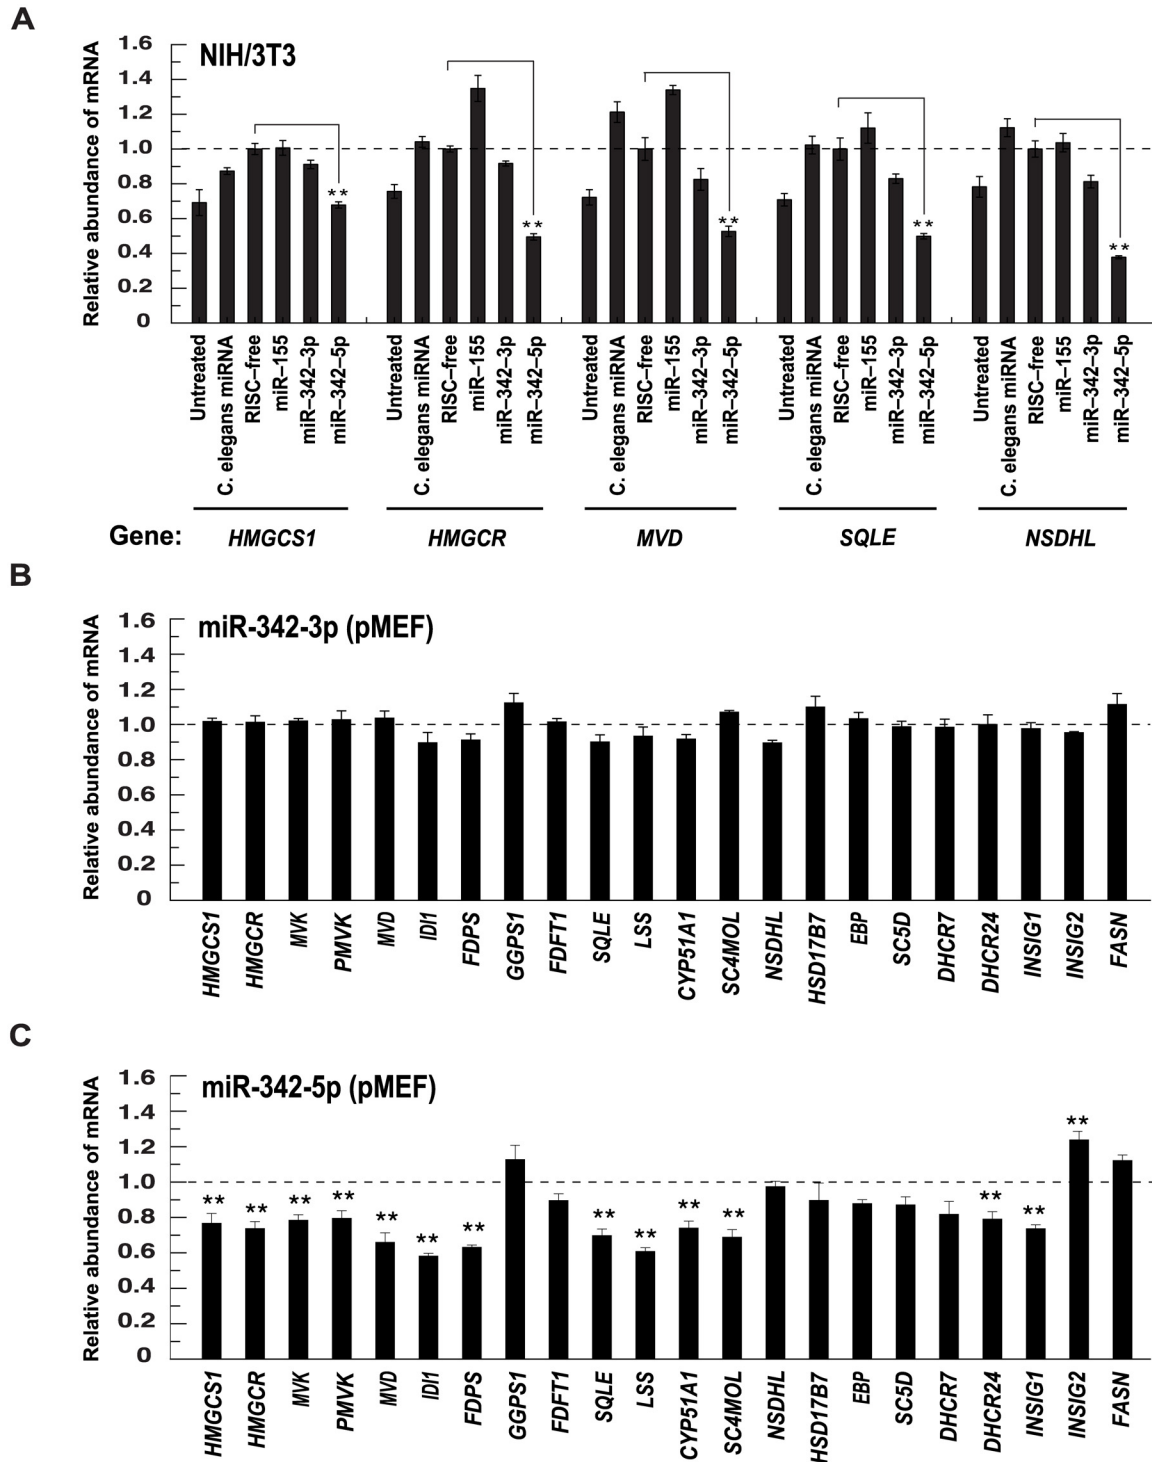 A
NIH/3T3
Relative abundance of mRNA
1.6
1.4
1.2
1.0
0.8
0.6
0.4
0.2
0
** ** ** ** **
Untreated C. elegans miRNA RISC-free miR-155 miR-342-3p miR-342-5p Untreated C. elegans miRNA RISC-free miR-155 miR-342-3p miR-342-5p Untreated C. elegans miRNA RISC-free miR-155 miR-342-3p miR-342-5p Untreated C. elegans miRNA RISC-free miR-155 miR-342-3p miR-342-5p Untreated C. elegans miRNA RISC-free miR-155 miR-342-3p miR-342-5p
Gene: HMGCS1 HMGCR MVD SQLE NSDHL
B
miR-342-3p (pMEF)
Relative abundance of mRNA
1.6
1.4
1.2
1.0
0.8
0.6
0.4
0.2
0
HMGCS1 HMGCR MVK PMVK MVD IDI1 FDPS GGPS1 FDFT1 SQLE LSS CYP51A1 SC4MOL NSDHL HSD17B7 EBP SC5D DHCR7 DHCR24 INSIG1 INSIG2 FASN
C
miR-342-5p (pMEF)
Relative abundance of mRNA
1.6
1.4
1.2
1.0
0.8
0.6
0.4
0.2
0
** ** ** ** ** ** ** ** ** ** ** ** ** **
HMGCS1 HMGCR MVK PMVK MVD IDI1 FDPS GGPS1 FDFT1 SQLE LSS CYP51A1 SC4MOL NSDHL HSD17B7 EBP SC5D DHCR7 DHCR24 INSIG1 INSIG2 FASN